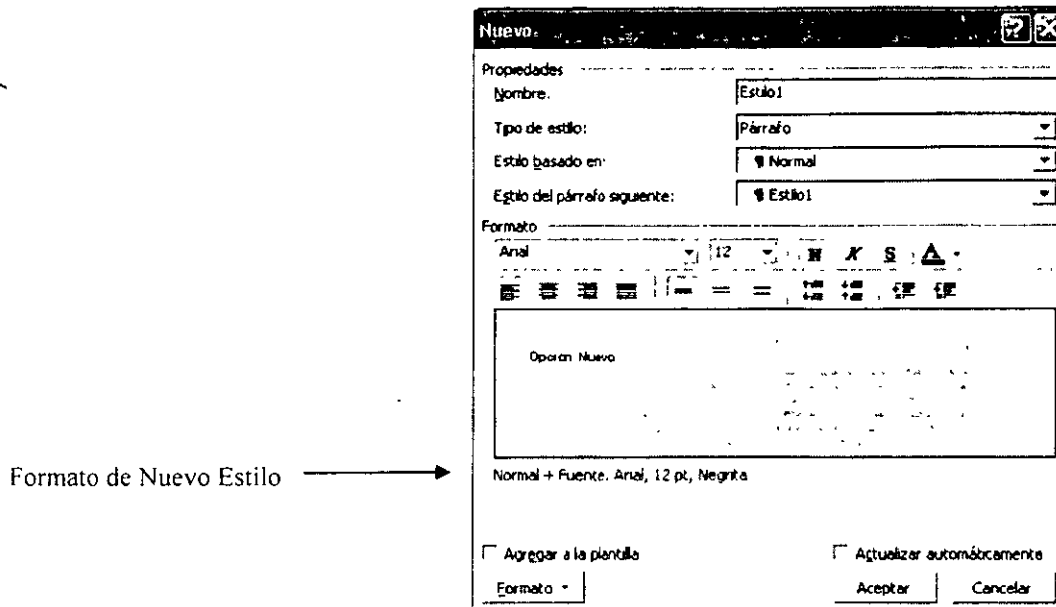 Nuevo
Propiedades
Nombre:
Estilo1
Tipo de estilo:
Párrafo
Estilo basado en:
¶ Normal
Estilo del párrafo siguiente:
¶ Estilo1
Formato
Arial
12
N K S A
Opcion Nuevo
Formato de Nuevo Estilo
Normal + Fuente. Arial, 12 pt, Negrita
Agregar a la plantilla
Actualizar automáticamente
Formato
Aceptar
Cancelar